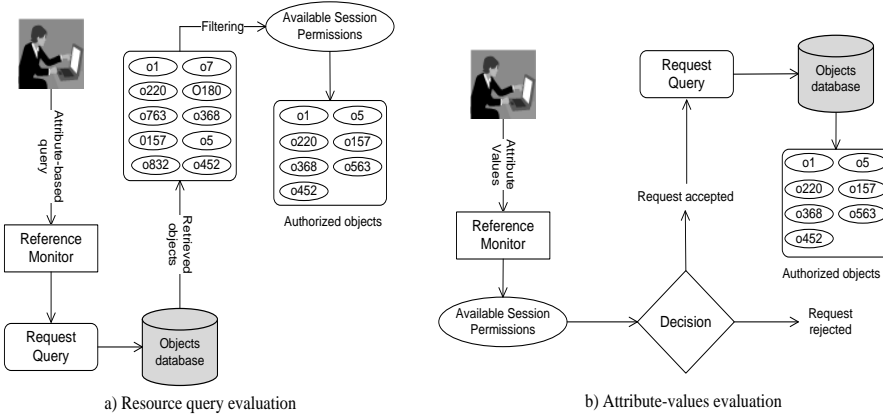 Attribute-based
query
Reference
Monitor
Request
Query
Objects
database
Retrieved
objects
o1 o7
o220 O180
o763 o368
0157 o5
o832 o452
Filtering
Available Session
Permissions
o1 o5
o220 o157
o368 o563
o452
Authorized objects
a) Resource query evaluation
Attribute
Values
Reference
Monitor
Available Session
Permissions
Decision
Request
rejected
Request accepted
Request
Query
Objects
database
o1 o5
o220 o157
o368 o563
o452
Authorized objects
b) Attribute-values evaluation